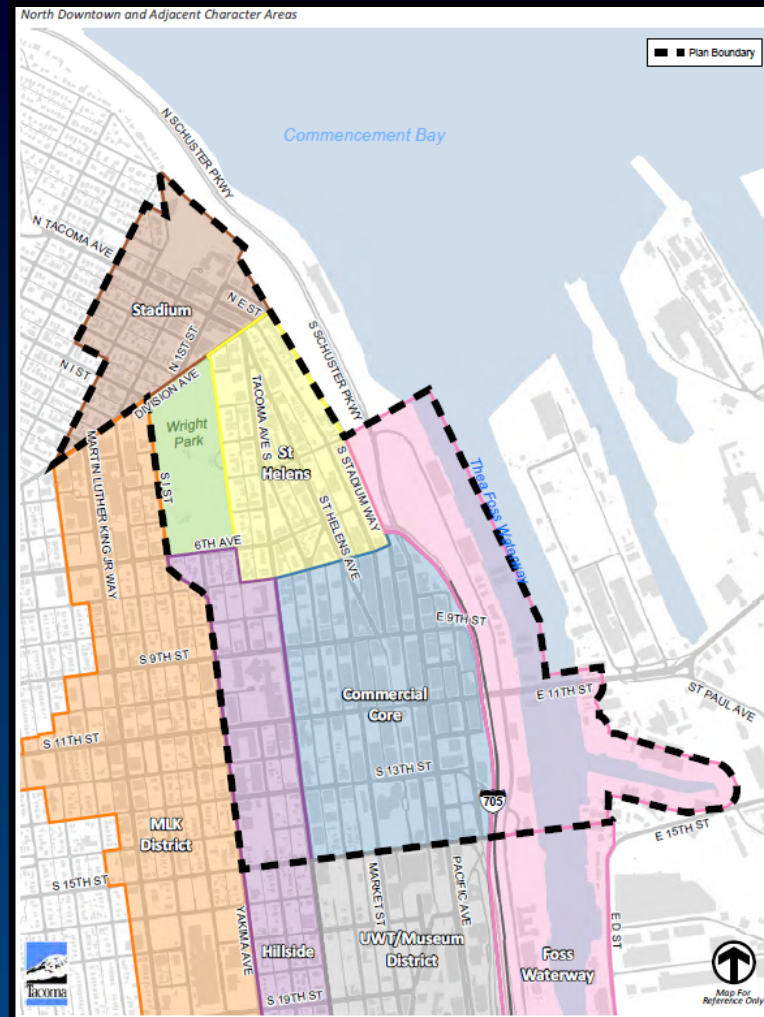 North Downtown and Adjacent Character Areas
Plan Boundary
Commencement Bay
N SCHUSTER PKWY
N TACOMA AVE
Stadium
N E ST
N 1ST ST
N I ST
DIVISION AVE
S SCHUSTER PKWY
Wright
Park
TACOMA AVE S
St
Helens
MARTIN LUTHER KING JR WAY
S I ST
S STADIUM WAY
Thea Foss Waterway
ST HELENS AVE
6TH AVE
E 9TH ST
S 9TH ST
Commercial
Core
E 11TH ST
ST PAUL AVE
S 11TH ST
S 13TH ST
705
MLK
District
E 15TH ST
S 15TH ST
MARKET ST
PACIFIC AVE
YAKIMA AVE
E D ST
Hillside
UWT/Museum
District
Foss
Waterway
S 19TH ST
Tacoma
Map For
Reference Only